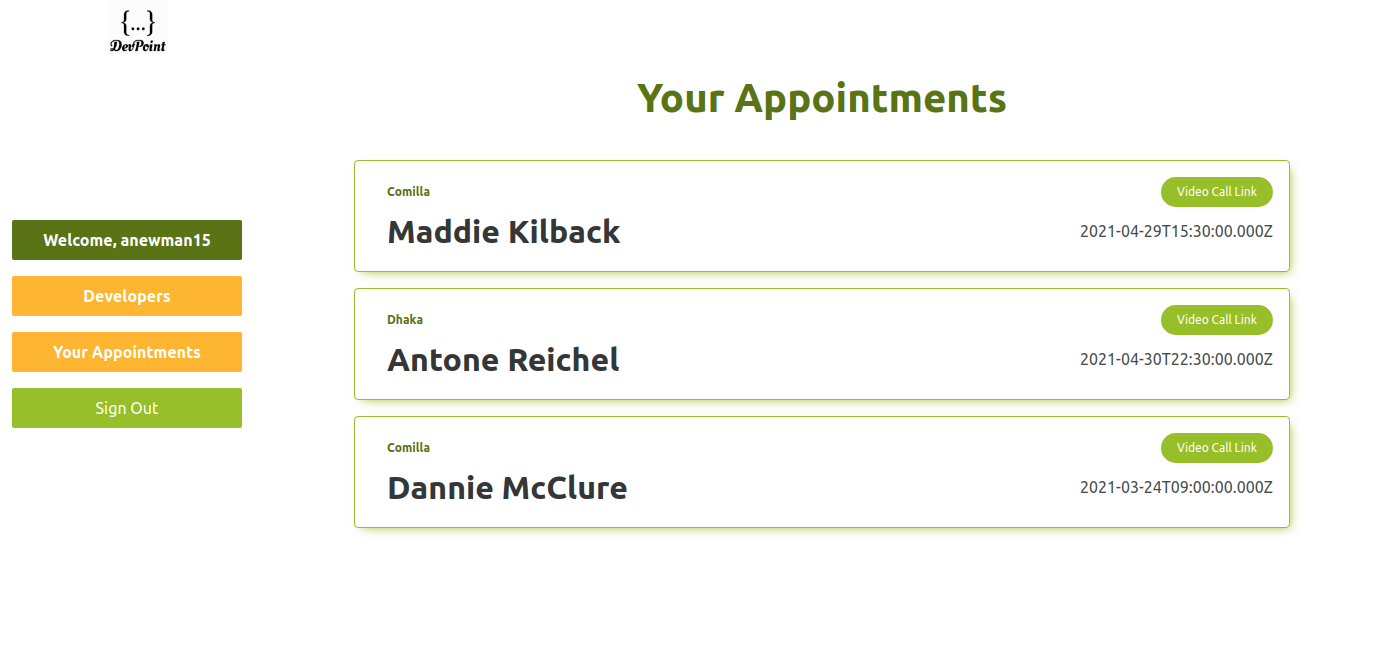 {...}
DevPoint
Welcome, anewman15
Developers
Your Appointments
Sign Out
Your Appointments
Comilla
Video Call Link
Maddie Kilback
2021-04-29T15:30:00.000Z
Dhaka
Video Call Link
Antone Reichel
2021-04-30T22:30:00.000Z
Comilla
Video Call Link
Dannie McClure
2021-03-24T09:00:00.000Z